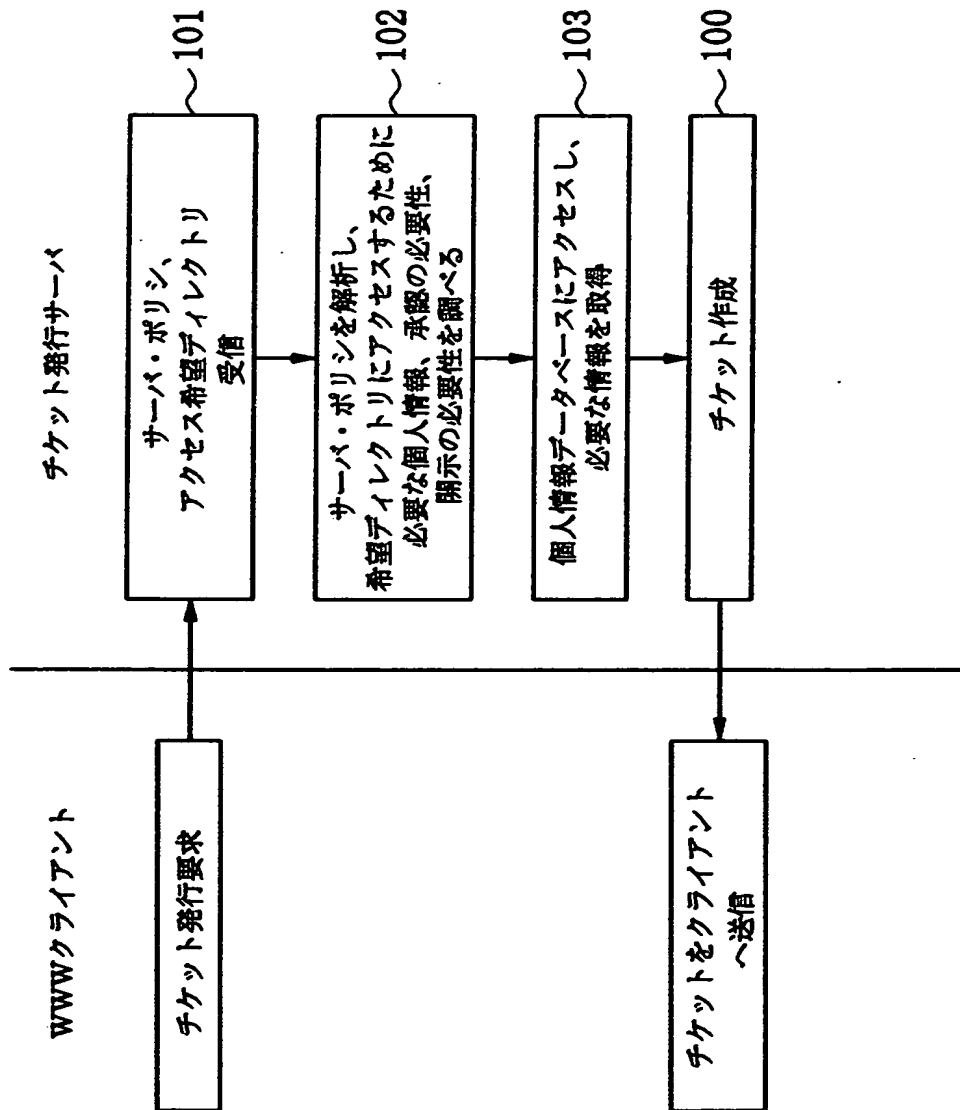 WWWクライアント
チケット発行サーバ
チケット発行要求
サーバ・ポリシ、
アクセス希望ディレクトリ
受信
101
サーバ・ポリシを解析し、
希望ディレクトリにアクセスするために
必要な個人情報、承認の必要性、
開示の必要性を調べる
102
個人情報データベースにアクセスし、
必要な情報を取得
103
チケット作成
100
チケットをクライアント
へ送信